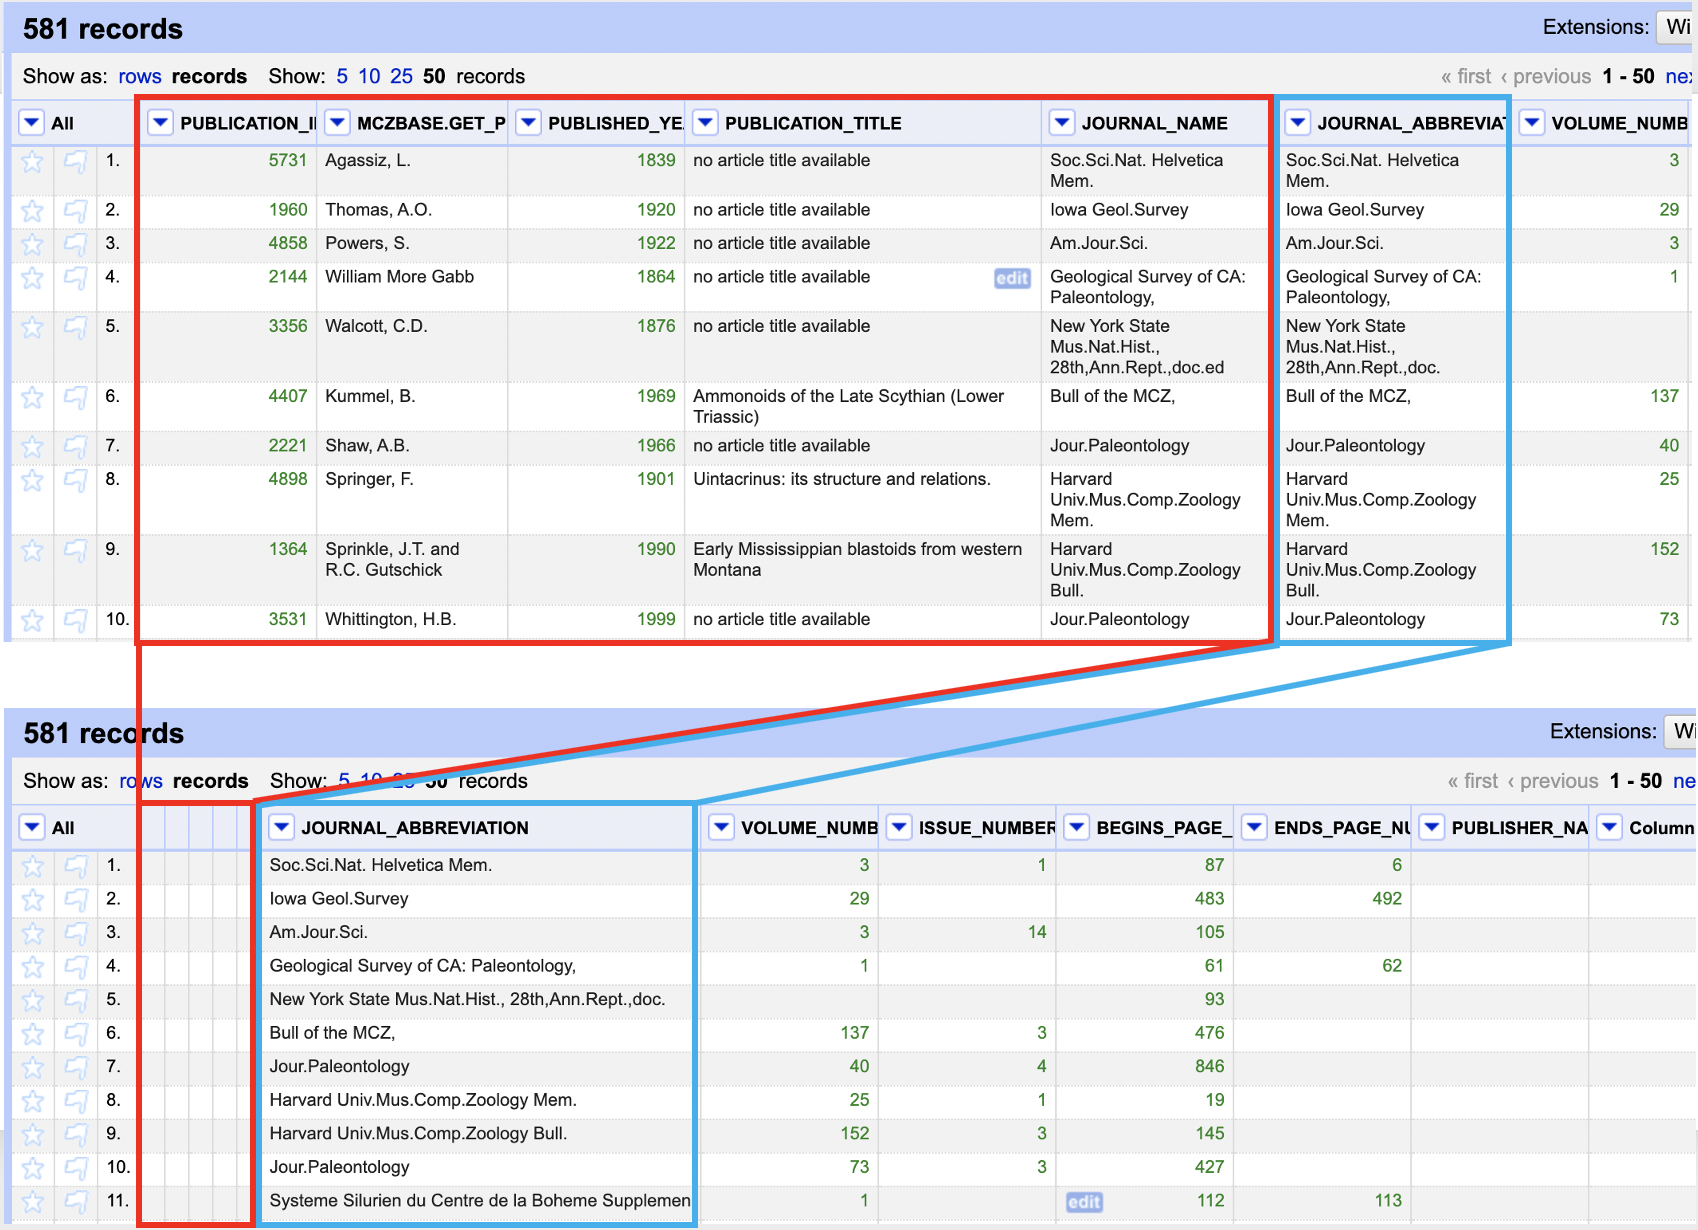 581 records
Extensions: Wi
Show as: rows records Show: 5 10 25 50 records
« first ‹ previous 1 - 50 nex
All PUBLICATION_I MCZBASE.GET_P PUBLISHED_YE PUBLICATION_TITLE JOURNAL_NAME JOURNAL_ABBREVIAT VOLUME_NUMB
1. 5731 Agassiz, L. 1839 no article title available Soc.Sci.Nat. Helvetica Soc.Sci.Nat. Helvetica 3
Mem. Mem.
2. 1960 Thomas, A.O. 1920 no article title available Iowa Geol.Survey Iowa Geol.Survey 29
3. 4858 Powers, S. 1922 no article title available Am.Jour.Sci. Am.Jour.Sci. 3
4. 2144 William More Gabb 1864 no article title available edit Geological Survey of CA: Geological Survey of CA: 1
Paleontology, Paleontology,
5. 3356 Walcott, C.D. 1876 no article title available New York State New York State
Mus.Nat.Hist., Mus.Nat.Hist.,
28th,Ann.Rept.,doc.ed 28th,Ann.Rept.,doc.
6. 4407 Kummel, B. 1969 Ammonoids of the Late Scythian (Lower Bull of the MCZ, Bull of the MCZ, 137
Triassic)
7. 2221 Shaw, A.B. 1966 no article title available Jour.Paleontology Jour.Paleontology 40
8. 4898 Springer, F. 1901 Uintacrinus: its structure and relations. Harvard Harvard 25
Univ.Mus.Comp.Zoology Univ.Mus.Comp.Zoology
Mem. Mem.
9. 1364 Sprinkle, J.T. and 1990 Early Mississippian blastoids from western Harvard Harvard 152
R.C. Gutschick Montana Univ.Mus.Comp.Zoology Univ.Mus.Comp.Zoology
Bull. Bull.
10. 3531 Whittington, H.B. 1999 no article title available Jour.Paleontology Jour.Paleontology 73
581 records
Extensions: Wi
Show as: rows records Show: 5 10 25 50 records
« first ‹ previous 1 - 50 ne
All JOURNAL_ABBREVIATION VOLUME_NUMB ISSUE_NUMBER BEGINS_PAGE_ ENDS_PAGE_NU PUBLISHER_NA Column
1. Soc.Sci.Nat. Helvetica Mem. 3 1 87 6
2. Iowa Geol.Survey 29 483 492
3. Am.Jour.Sci. 3 14 105
4. Geological Survey of CA: Paleontology, 1 61 62
5. New York State Mus.Nat.Hist., 28th,Ann.Rept.,doc. 93
6. Bull of the MCZ, 137 3 476
7. Jour.Paleontology 40 4 846
8. Harvard Univ.Mus.Comp.Zoology Mem. 25 1 19
9. Harvard Univ.Mus.Comp.Zoology Bull. 152 3 145
10. Jour.Paleontology 73 3 427
11. Systeme Silurien du Centre de la Boheme Supplemen 1 edit 112 113